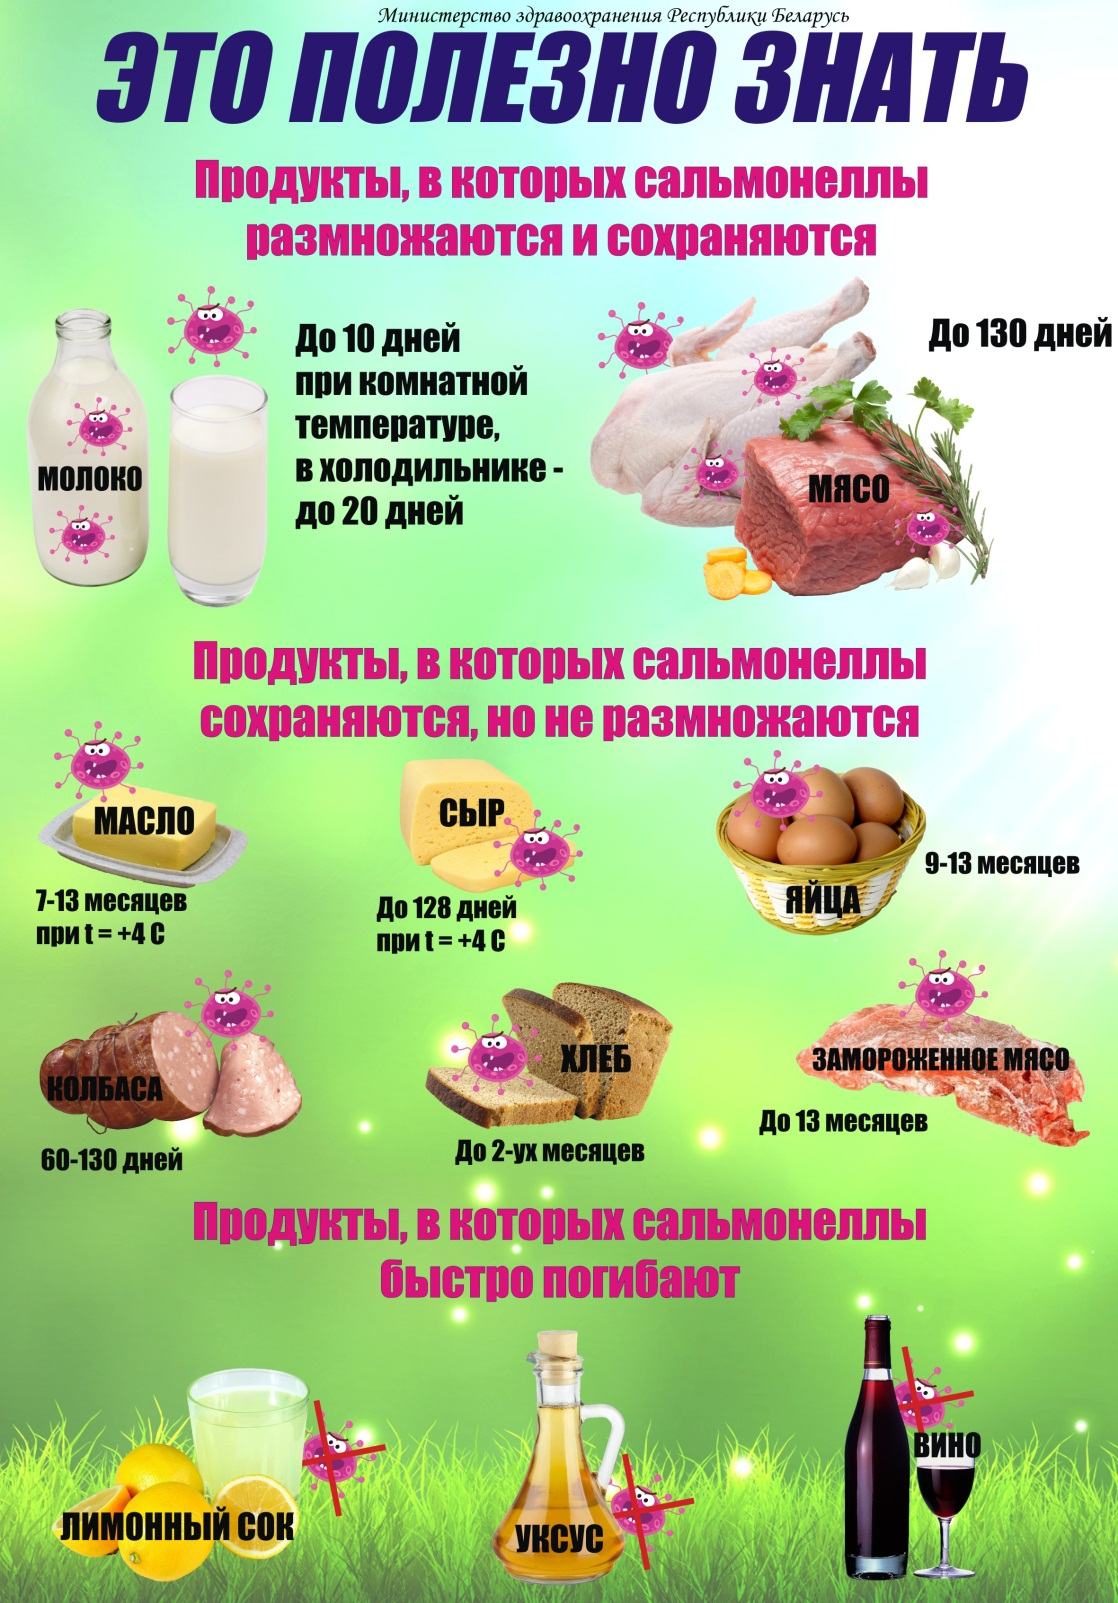 Министерство здравоохранения Республики Беларусь
ЭТО ПОЛЕЗНО ЗНАТЬ
Продукты, в которых сальмонеллы
размножаются и сохраняются
МОЛОКО
До 10 дней
при комнатной
температуре,
в холодильнике -
до 20 дней
МЯСО
До 130 дней
Продукты, в которых сальмонеллы
сохраняются, но не размножаются
МАСЛО
7-13 месяцев
при t = +4 С
СЫР
До 128 дней
при t = +4 С
ЯЙЦА
9-13 месяцев
КОЛБАСА
60-130 дней
ХЛЕБ
До 2-ух месяцев
ЗАМОРОЖЕННОЕ МЯСО
До 13 месяцев
Продукты, в которых сальмонеллы
быстро погибают
ЛИМОННЫЙ СОК
УКСУС
ВИНО